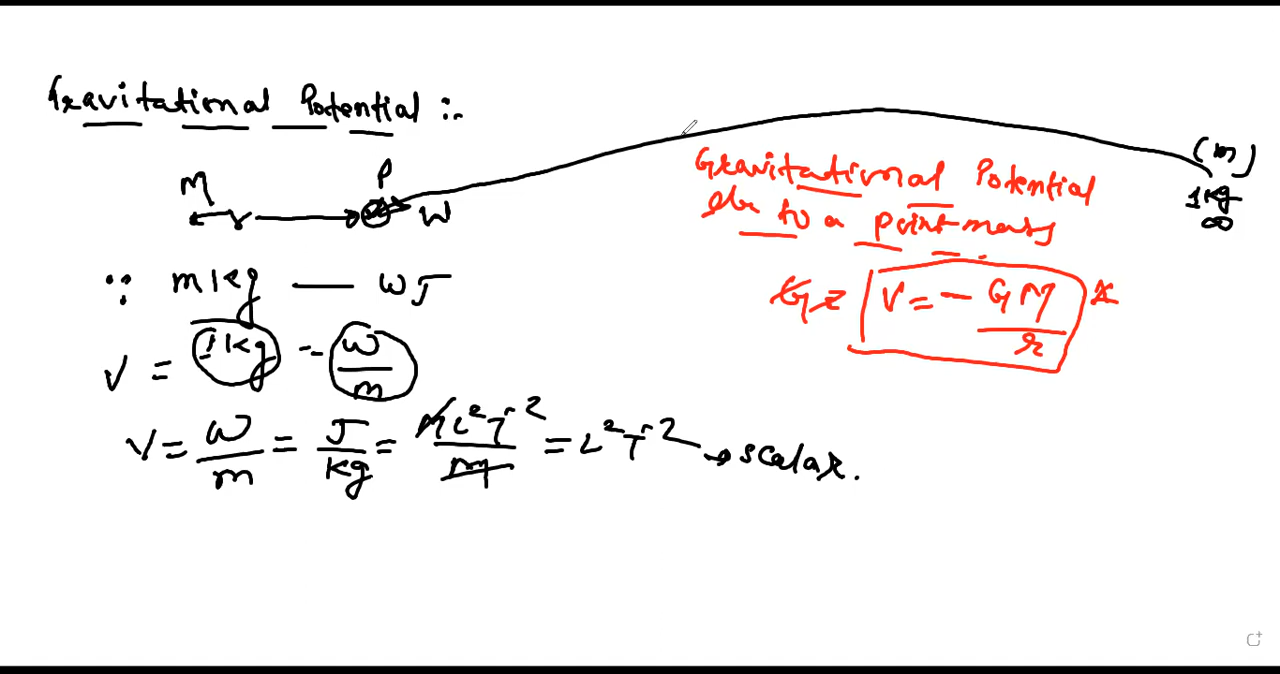 Gravitational Potential :-
M P
r W
(m)
1kg
∞
Gravitational Potential
due to a point mass
V = - GM/r
∵ m kg — W J
V = 1kg - W/m
V = W/m = J/kg = ML²T⁻²/M = L²T⁻² → scalar.